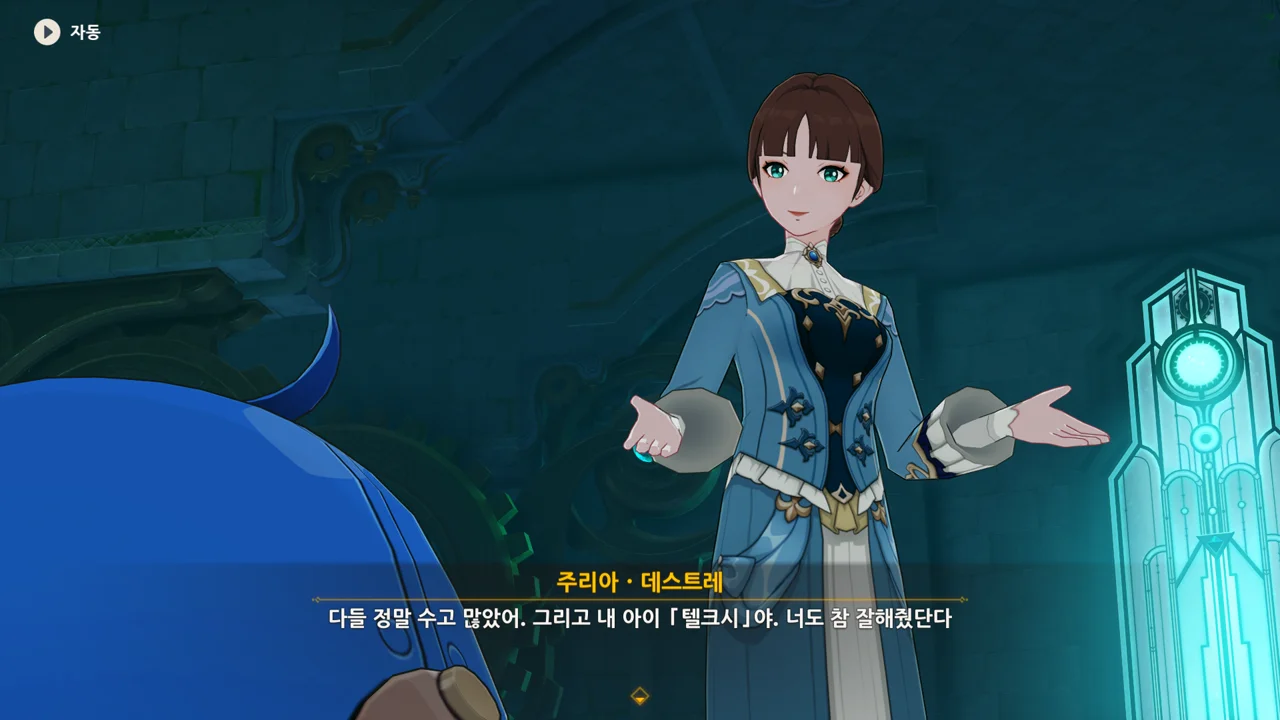 자동
주리아·데스트레
다들 정말 수고 많았어. 그리고 내 아이 「텔크시」야. 너도 참 잘해줬단다